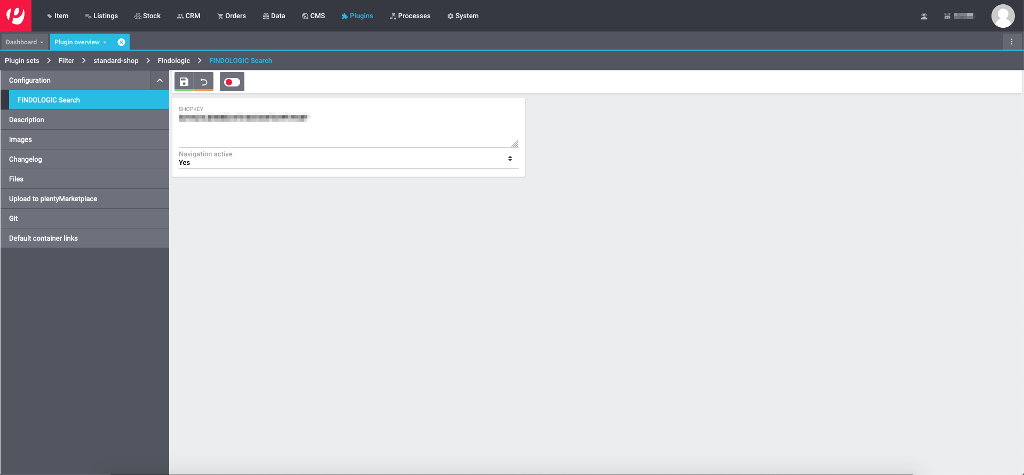 Item Listings Stock CRM Orders Data CMS Plugins Processes System
Dashboard Plugin overview
Plugin sets > Filter > standard-shop > Findologic > FINDOLOGIC Search
Configuration
FINDOLOGIC Search
Description
Images
Changelog
Files
Upload to plentyMarketplace
Git
Default container links
SHOPKEY
Navigation active
Yes